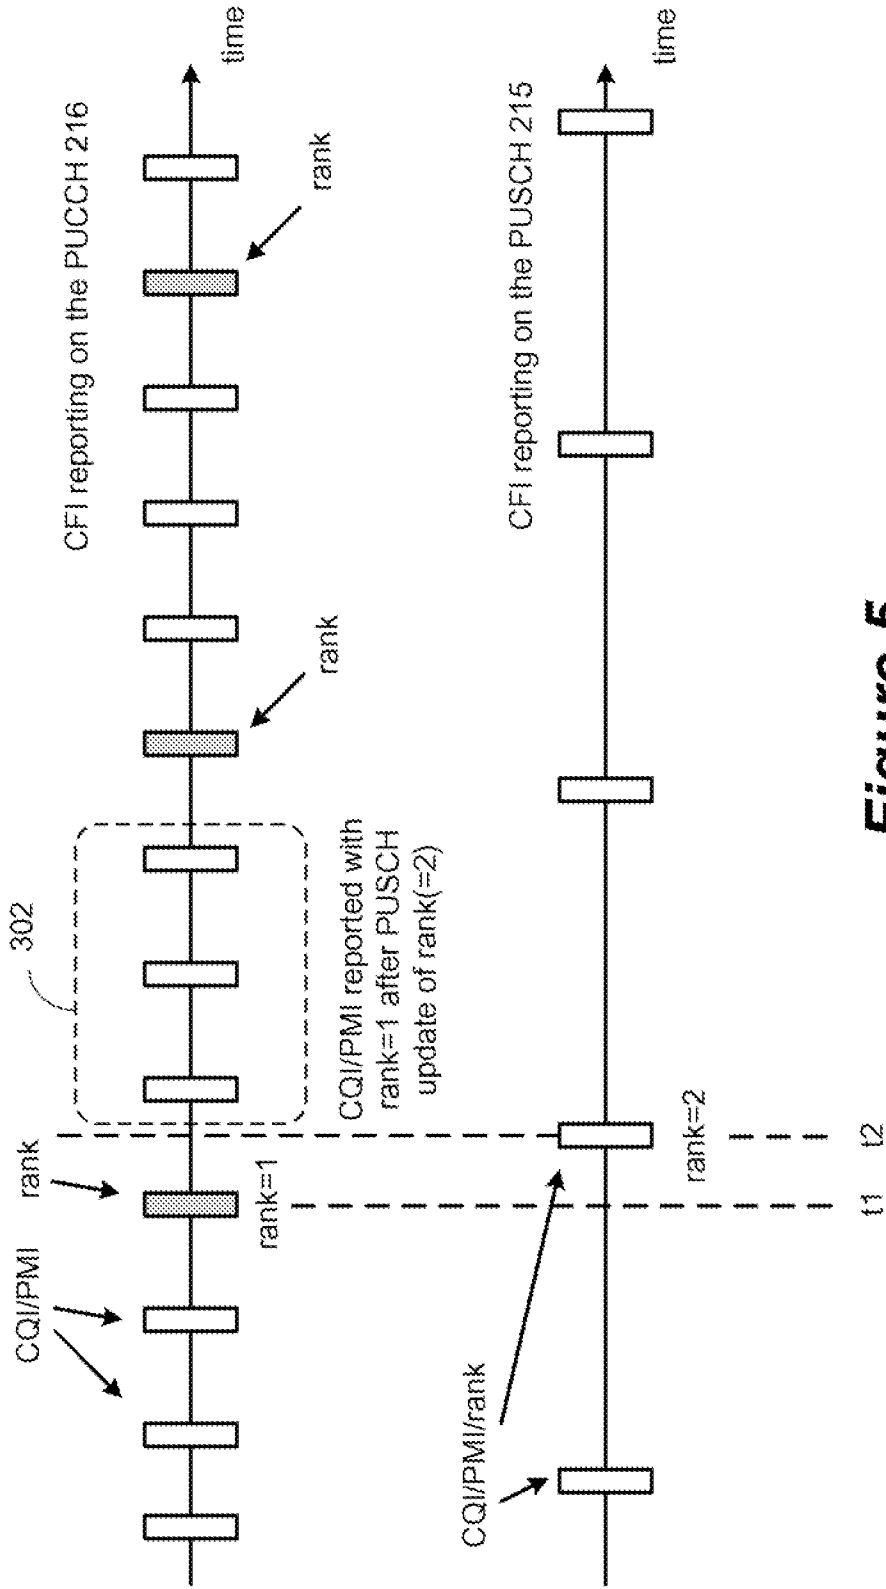 CFI reporting on the PUCCH 216
302
rank
CQI/PMI
rank=1
CQI/PMI reported with
rank=1 after PUSCH
update of rank(=2)
rank
rank
time
CFI reporting on the PUSCH 215
CQI/PMI/rank
rank=2
time
t1
t2
Figure 5